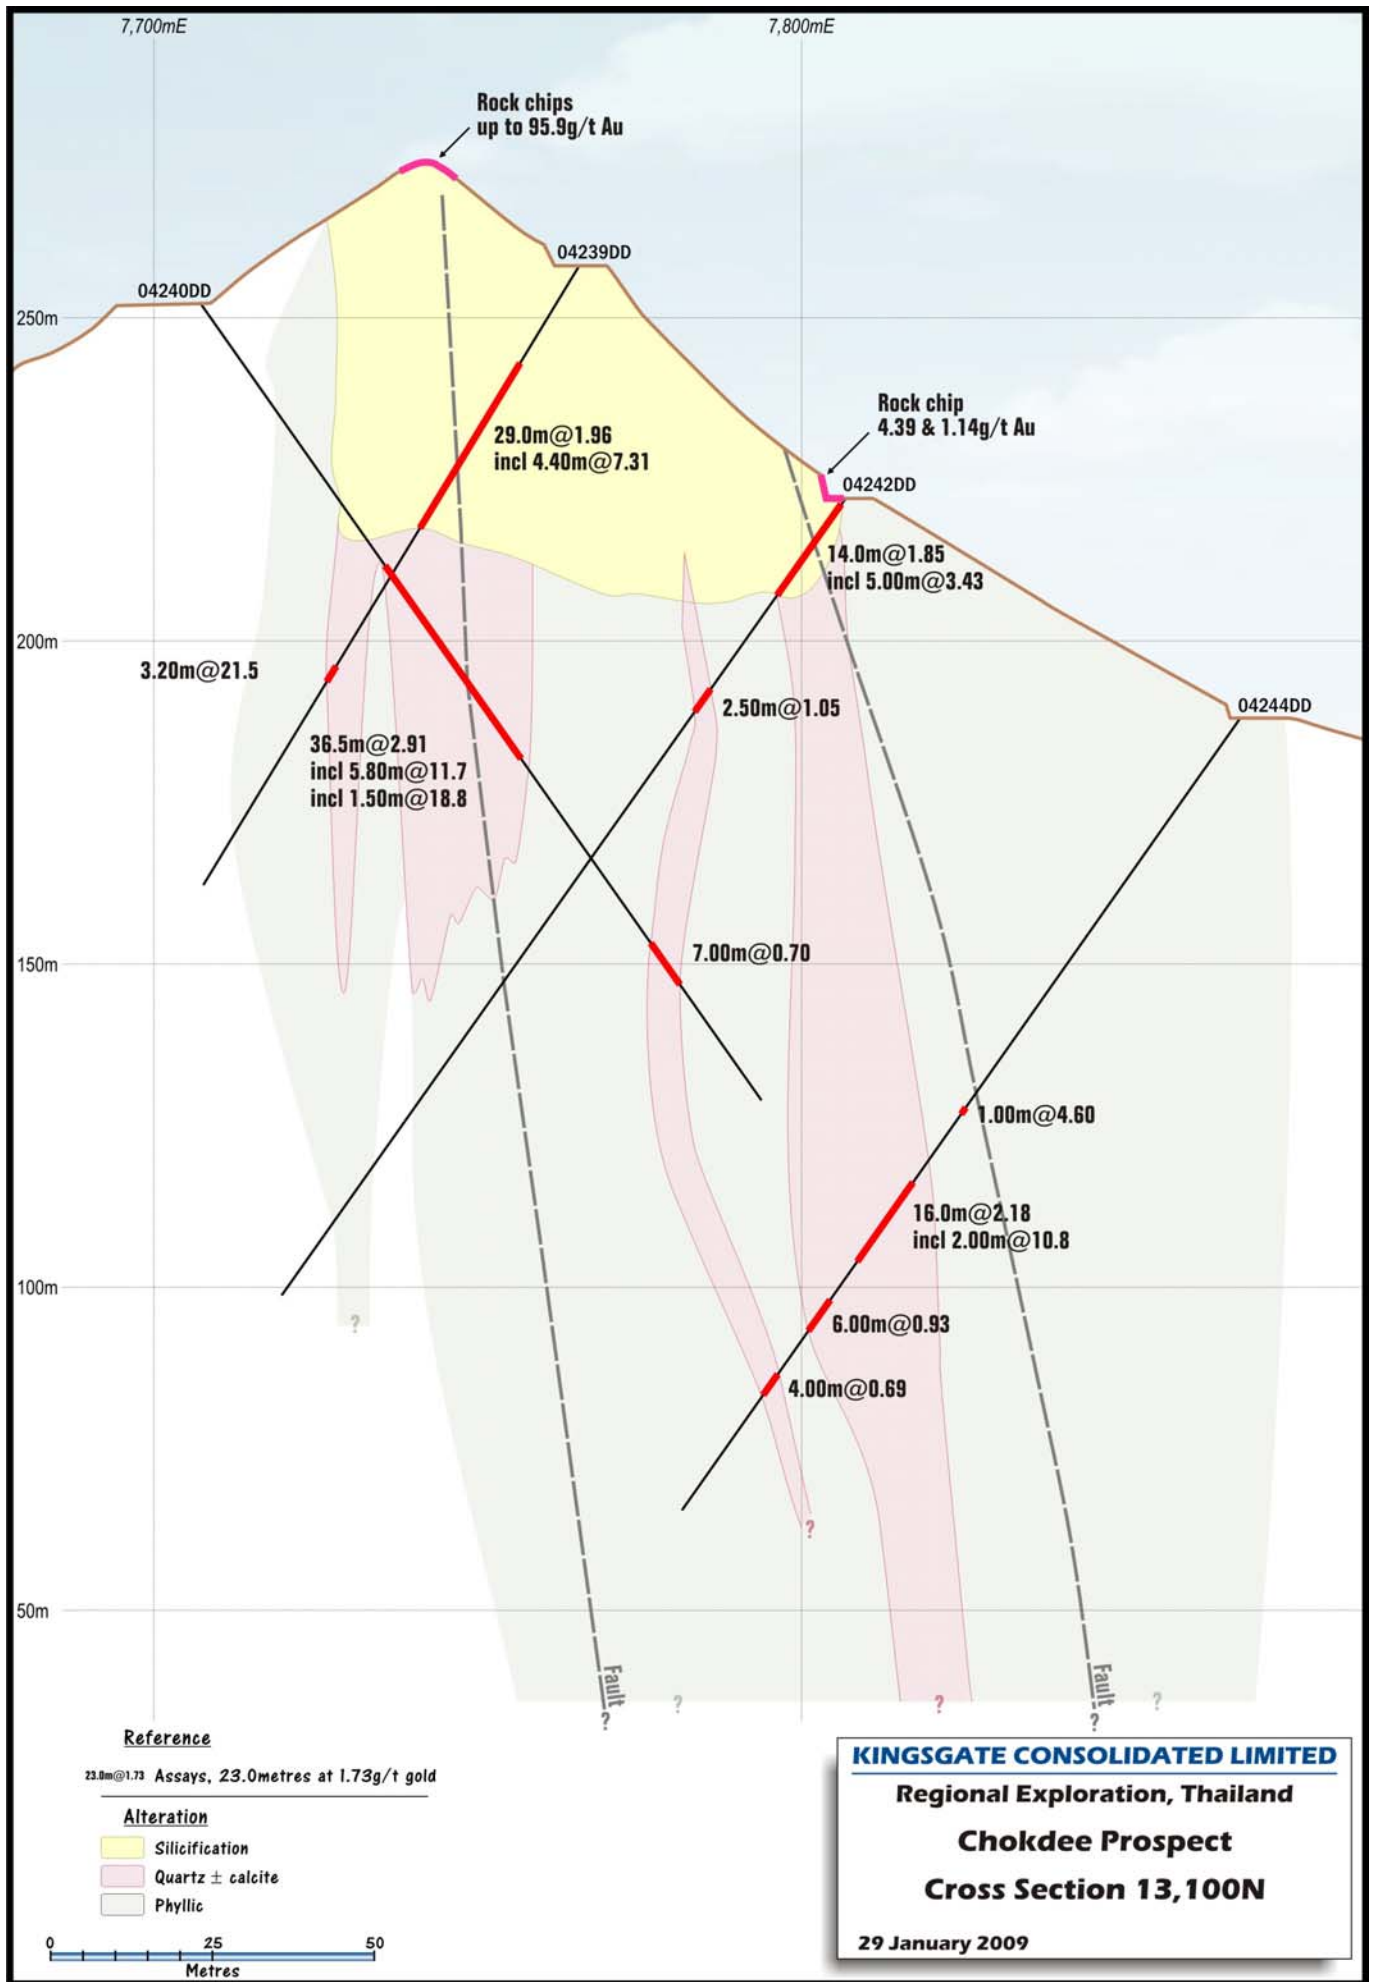 7,700mE
7,800mE
Rock chips
up to 95.9g/t Au
04239DD
04240DD
250m
29.0m@1.96
incl 4.40m@7.31
Rock chip
4.39 & 1.14g/t Au
04242DD
14.0m@1.85
incl 5.00m@3.43
200m
3.20m@21.5
2.50m@1.05
04244DD
36.5m@2.91
incl 5.80m@11.7
incl 1.50m@18.8
7.00m@0.70
150m
1.00m@4.60
16.0m@2.18
incl 2.00m@10.8
100m
?
6.00m@0.93
4.00m@0.69
?
50m
Fault
?
?
?
Fault
?
?
Reference
23.0m@1.73 Assays, 23.0metres at 1.73g/t gold
Alteration
Silicification
Quartz ± calcite
Phyllic
0 25 50
Metres
KINGSGATE CONSOLIDATED LIMITED
Regional Exploration, Thailand
Chokdee Prospect
Cross Section 13,100N
29 January 2009